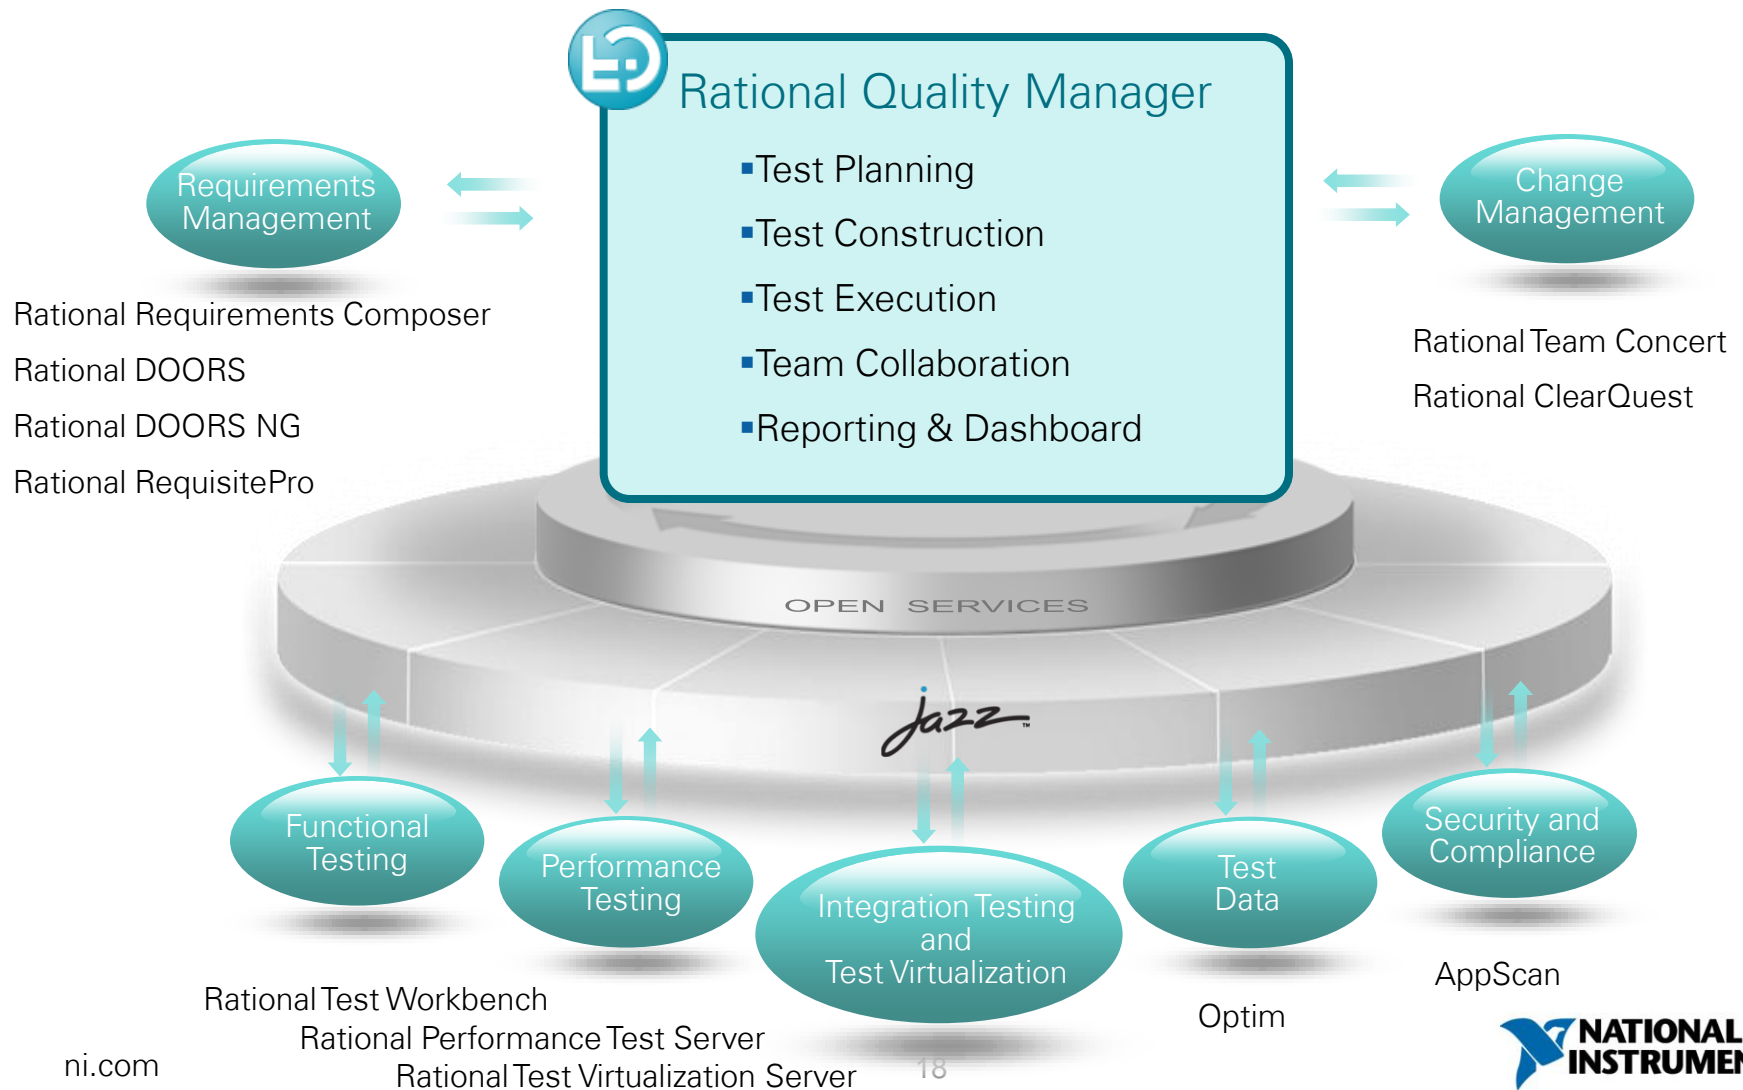 Rational Quality Manager
▪Test Planning
▪Test Construction
▪Test Execution
▪Team Collaboration
▪Reporting & Dashboard
Requirements
Management
Rational Requirements Composer
Rational DOORS
Rational DOORS NG
Rational RequisitePro
Change
Management
Rational Team Concert
Rational ClearQuest
OPEN SERVICES
jazz™
Functional
Testing
Performance
Testing
Integration Testing
and
Test Virtualization
Test
Data
Security and
Compliance
Rational Test Workbench
Rational Performance Test Server
Rational Test Virtualization Server
Optim
AppScan
ni.com
18
NATIONAL
INSTRUMEN